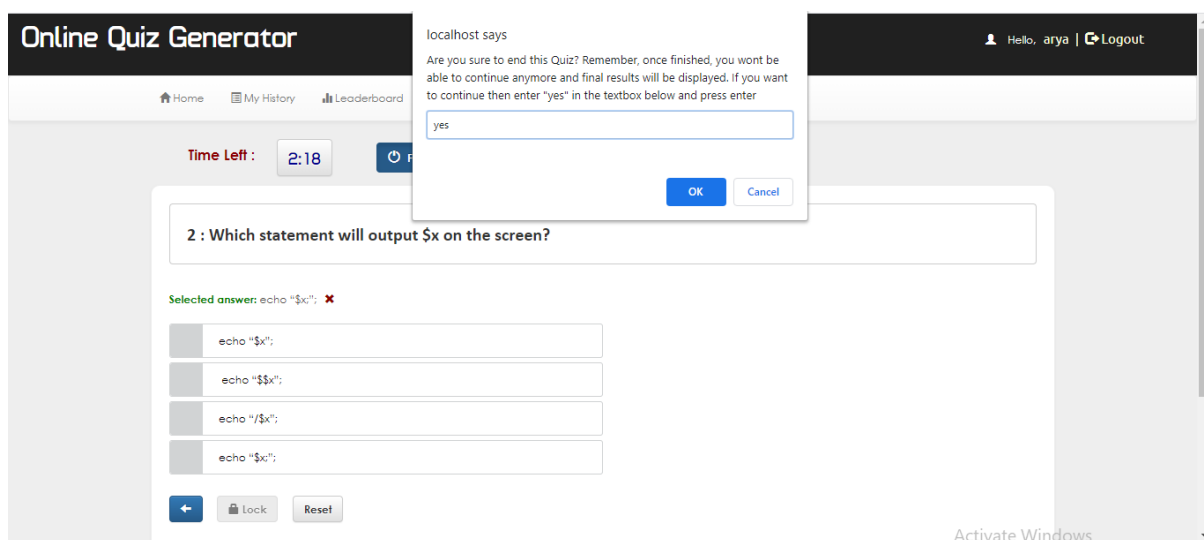 Online Quiz Generator
Hello, arya | Logout
Home My History Leaderboard
localhost says
Are you sure to end this Quiz? Remember, once finished, you wont be
able to continue anymore and final results will be displayed. If you want
to continue then enter "yes" in the textbox below and press enter
yes
OK Cancel
Time Left : 2:18
2 : Which statement will output $x on the screen?
Selected answer: echo “$x;”; ✖
echo “$x”;
echo “$$x”;
echo “/$x”;
echo “$x;”;
Lock Reset
Activate Windows